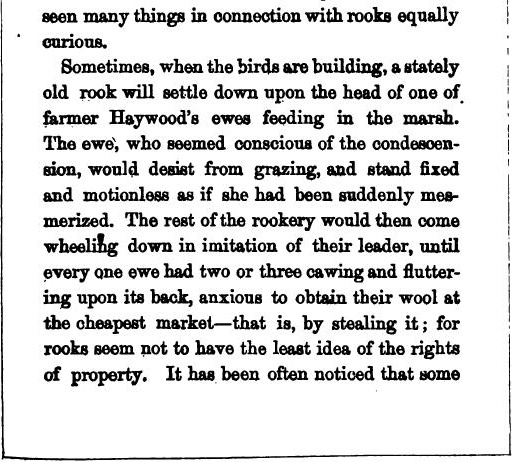 seen many things in connection with rooks equally
curious.
Sometimes, when the birds are building, a stately
old rook will settle down upon the head of one of
farmer Haywood's ewes feeding in the marsh.
The ewe, who seemed conscious of the condescen-
sion, would desist from grazing, and stand fixed
and motionless as if she had been suddenly mes-
merized. The rest of the rookery would then come
wheeling down in imitation of their leader, until
every one ewe had two or three cawing and flutter-
ing upon its back, anxious to obtain their wool at
the cheapest market—that is, by stealing it; for
rooks seem not to have the least idea of the rights
of property. It has been often noticed that some